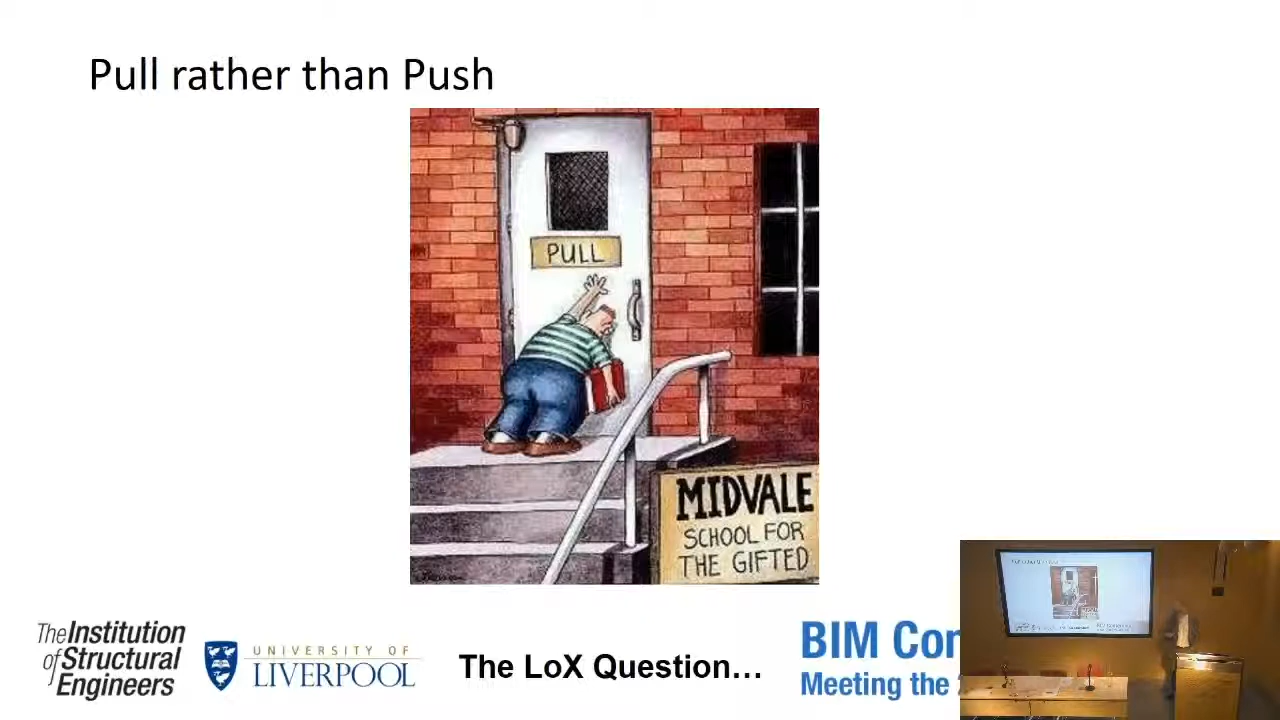 Pull rather than Push
PULL
MIDVALE
SCHOOL FOR
THE GIFTED
The Institution
of Structural
Engineers
UNIVERSITY OF
LIVERPOOL
The LoX Question...
BIM
Meeting the